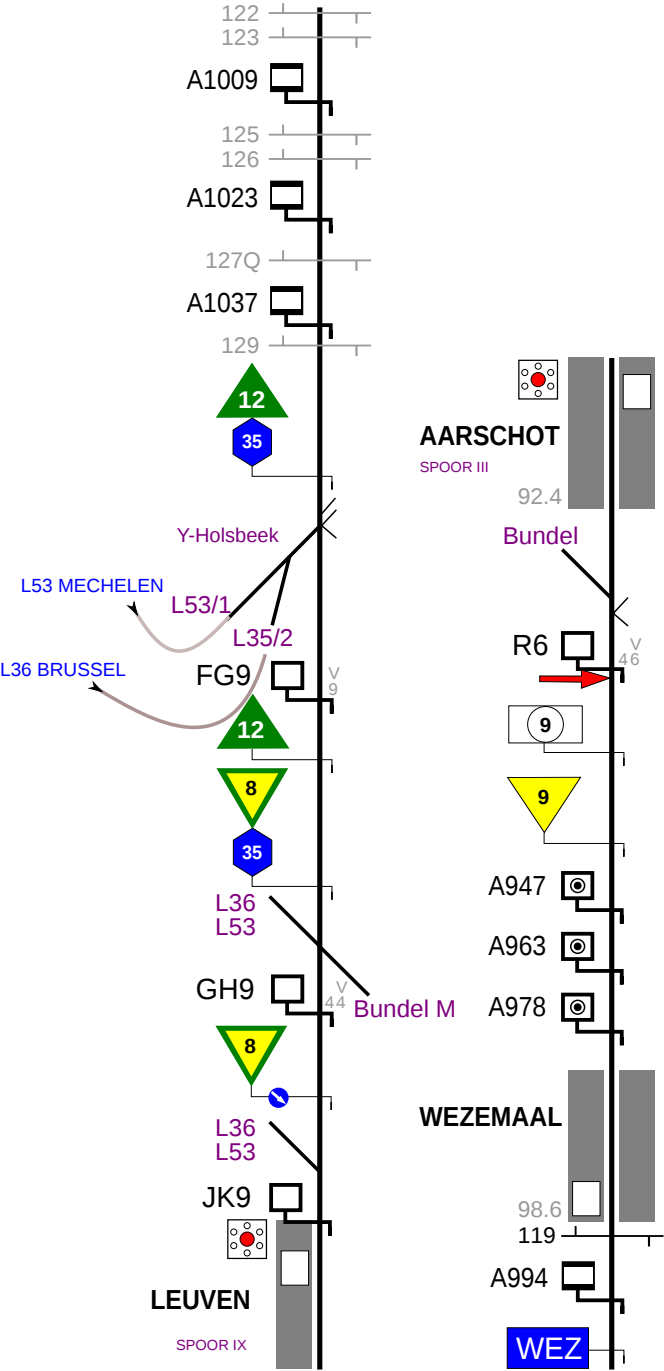 122
123
A1009
125
126
A1023
127Q
A1037
129
12
35
Y-Holsbeek
L53 MECHELEN
L53/1
L35/2
L36 BRUSSEL
FG9
V
9
12
8
35
L36
L53
GH9
V
44
Bundel M
8
L36
L53
JK9
LEUVEN
SPOOR IX
AARSCHOT
SPOOR III
92.4
Bundel
R6
V
46
9
9
A947
A963
A978
WEZEMAAL
98.6
119
A994
WEZ